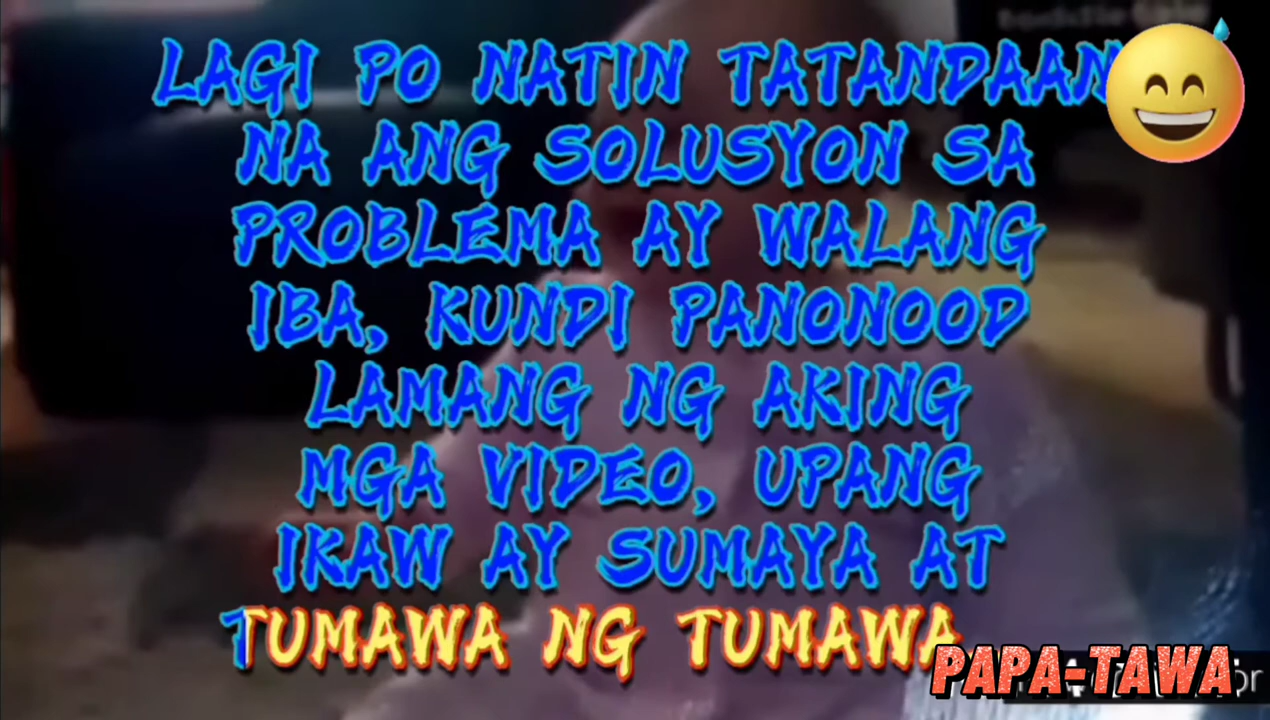 LAGI PO NATIN TATANDAAN
NA ANG SOLUSYON SA
PROBLEMA AY WALANG
IBA, KUNDI PANONOOD
LAMANG NG AKING
MGA VIDEO, UPANG
IKAW AY SUMAYA AT
TUMAWA NG TUMAWA
PAPA-TAWA